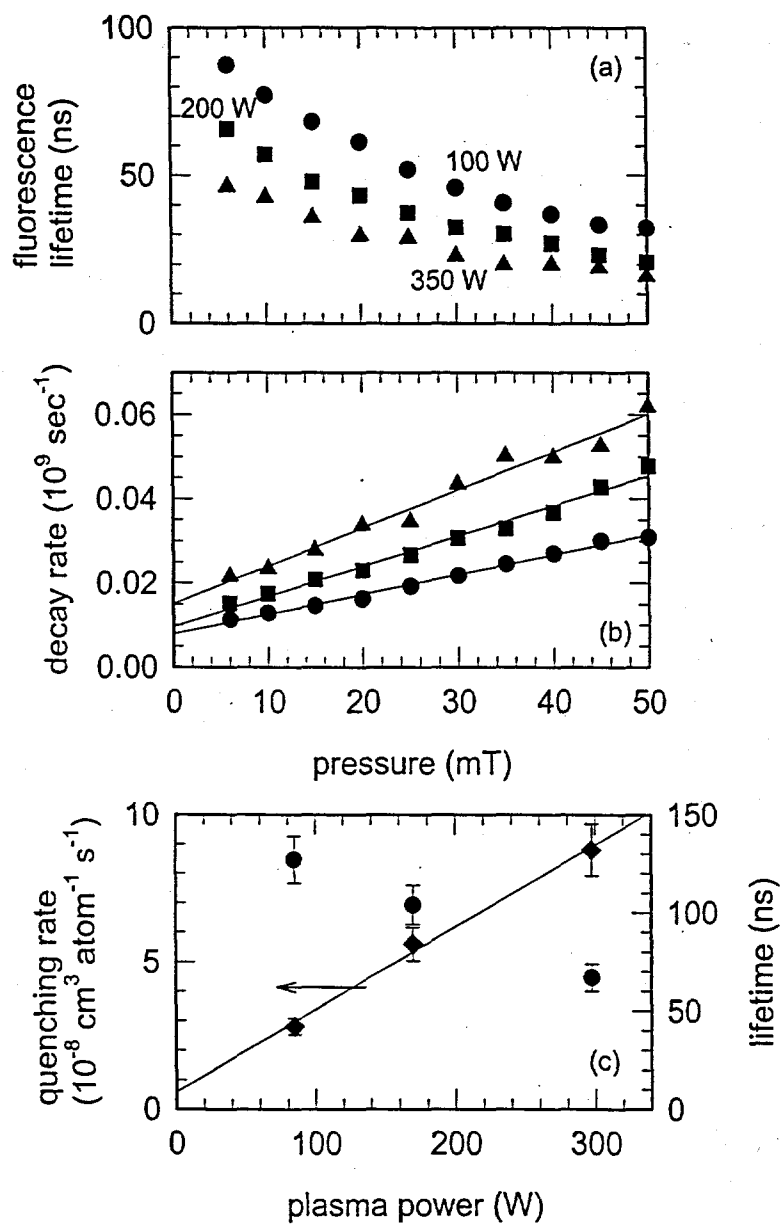 100
(a)
200 W
100 W
50
350 W
0
fluorescence
lifetime (ns)
0.06
0.04
0.02
0.00
decay rate (10⁹ sec⁻¹)
(b)
0 10 20 30 40 50
pressure (mT)
10 150
100
5
50
(c)
0 0
quenching rate
(10⁻⁸ cm³ atom⁻¹ s⁻¹)
lifetime (ns)
0 100 200 300
plasma power (W)